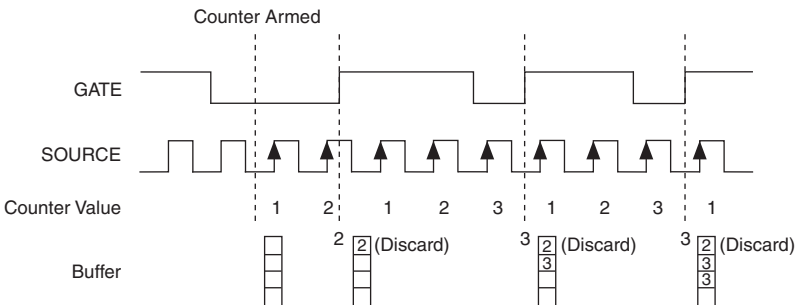 Counter Armed
GATE
SOURCE
Counter Value 1 2 1 2 3 1 2 3 1
2 3 3
Buffer 2 (Discard) 2 (Discard) 2 (Discard)
3 3
3